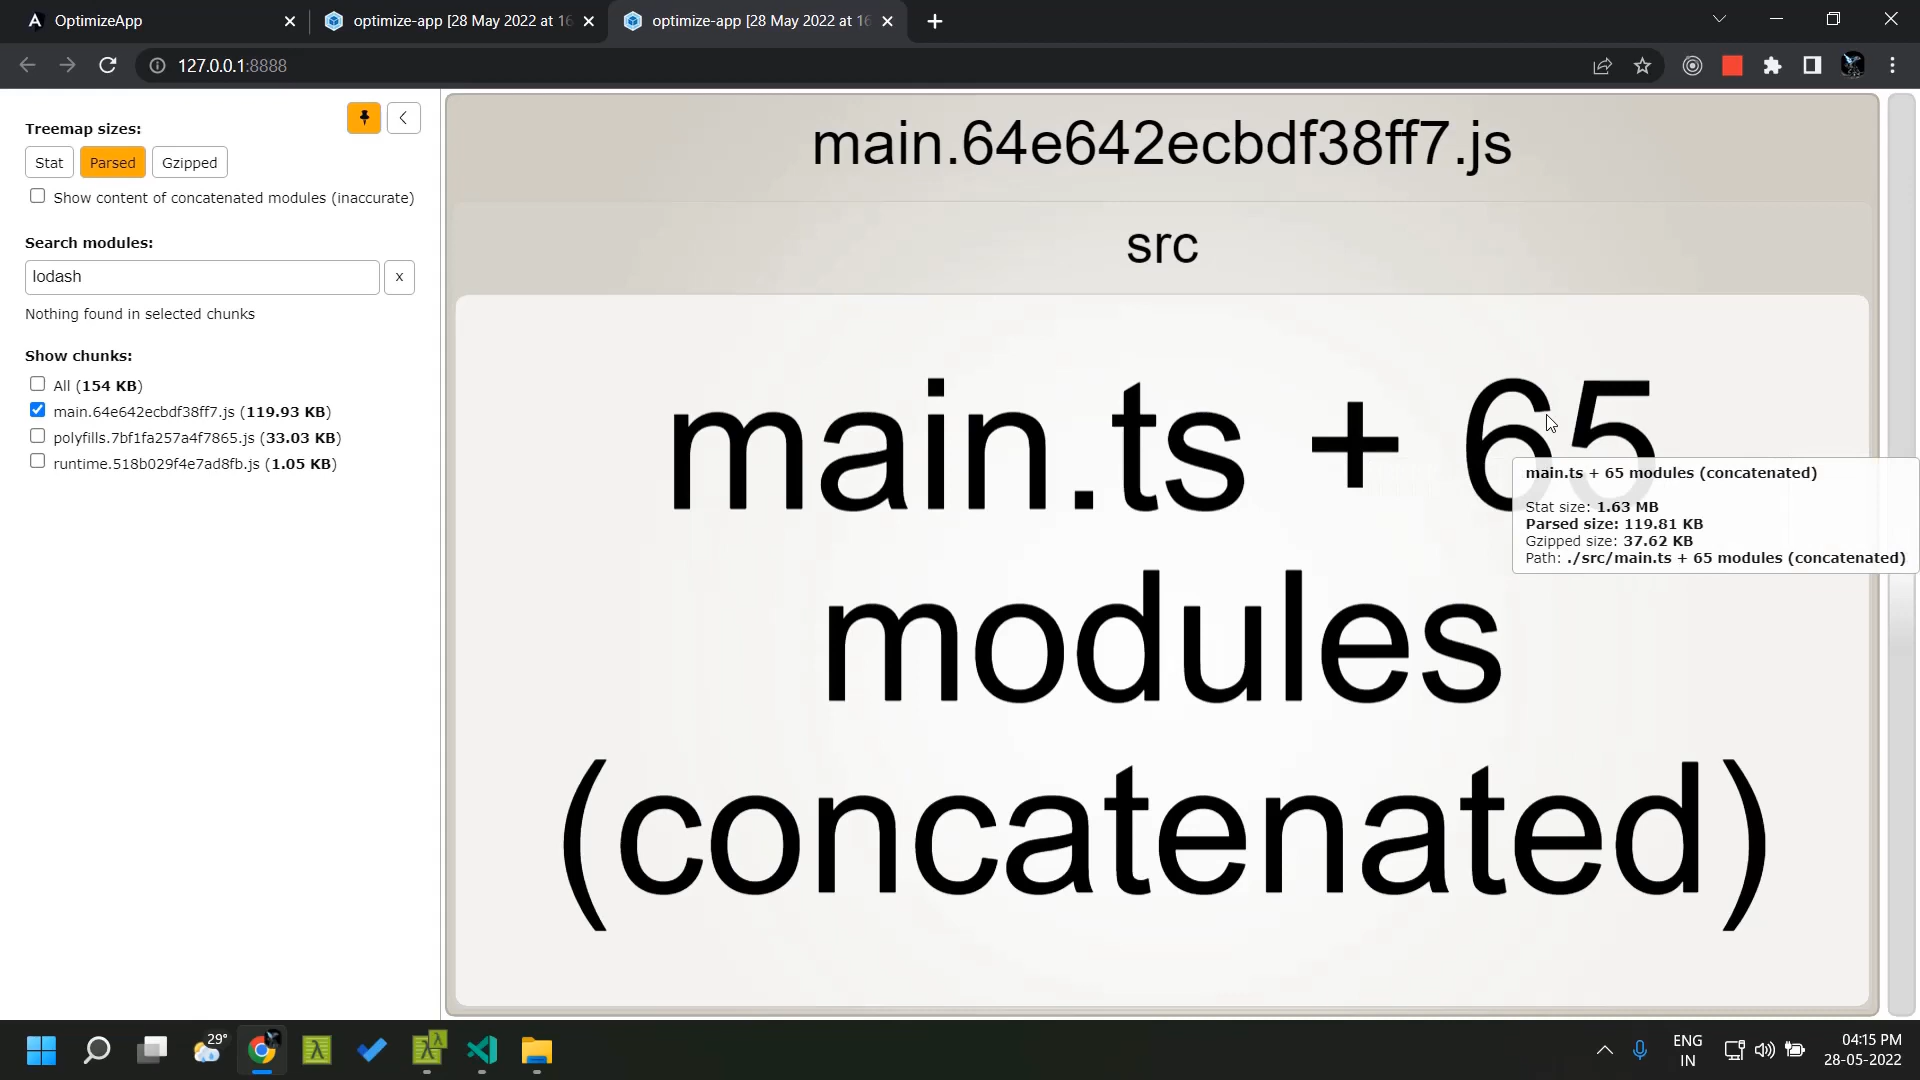 OptimizeApp
optimize-app [28 May 2022 at 16
optimize-app [28 May 2022 at 16
127.0.0.1:8888
Treemap sizes:
Stat
Parsed
Gzipped
Show content of concatenated modules (inaccurate)
Search modules:
lodash
x
Nothing found in selected chunks
Show chunks:
All (154 KB)
main.64e642ecbdf38ff7.js (119.93 KB)
polyfills.7bf1fa257a4f7865.js (33.03 KB)
runtime.518b029f4e7ad8fb.js (1.05 KB)
main.64e642ecbdf38ff7.js
src
main.ts + 65
modules
(concatenated)
main.ts + 65 modules (concatenated)
Stat size: 1.63 MB
Parsed size: 119.81 KB
Gzipped size: 37.62 KB
Path: ./src/main.ts + 65 modules (concatenated)
29°
ENG
IN
04:15 PM
28-05-2022